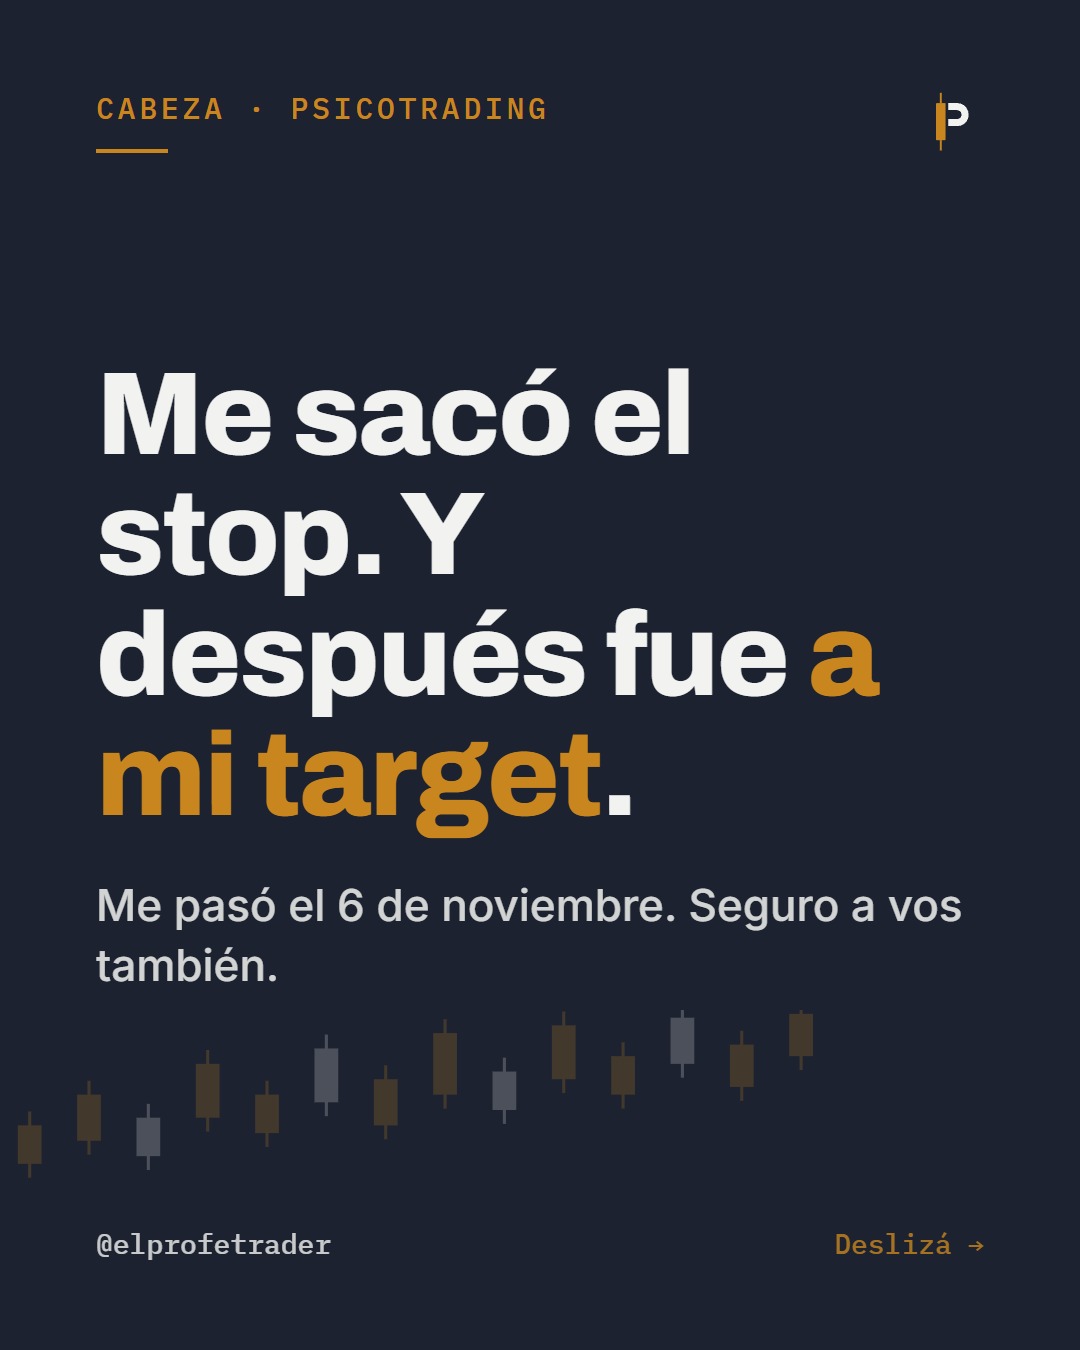 CABEZA · PSICOTRADING
Me sacó el
stop. Y
después fue a
mi target.
Me pasó el 6 de noviembre. Seguro a vos
también.
@elprofetrader
Deslizá →